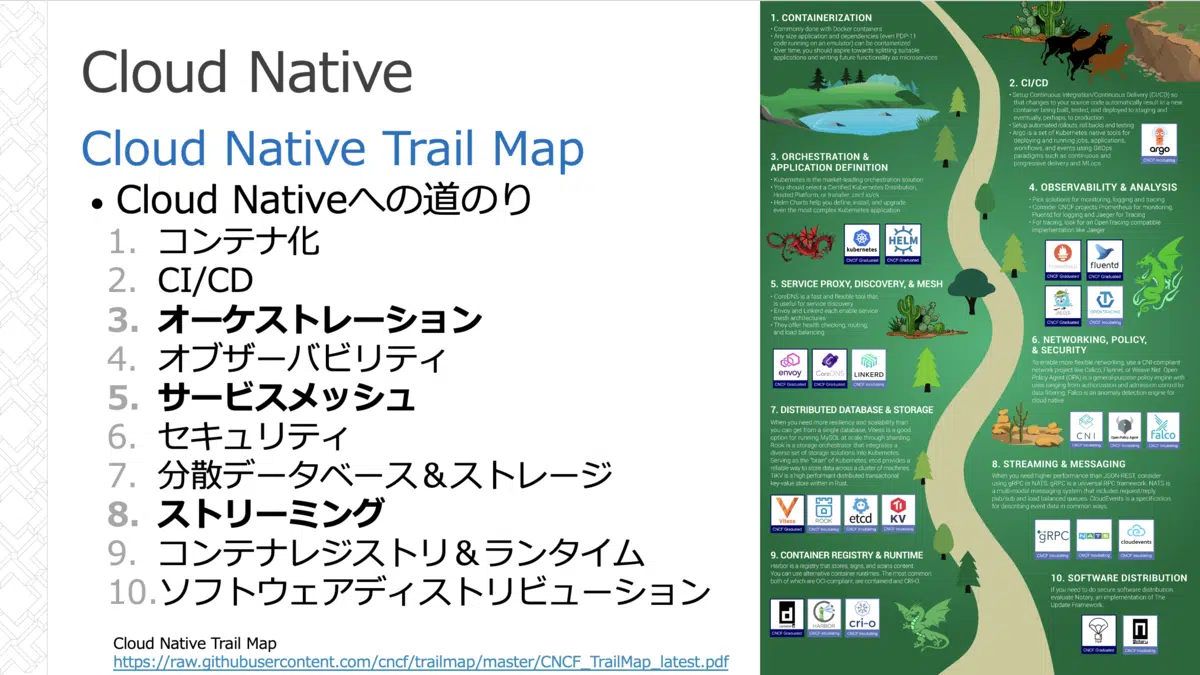 Cloud Native
Cloud Native Trail Map
• Cloud Nativeへの道のり
1. コンテナ化
2. CI/CD
3. オーケストレーション
4. オブザーバビリティ
5. サービスメッシュ
6. セキュリティ
7. 分散データベース＆ストレージ
8. ストリーミング
9. コンテナレジストリ＆ランタイム
10. ソフトウェアディストリビューション
Cloud Native Trail Map
https://raw.githubusercontent.com/cncf/trailmap/master/CNCF_TrailMap_latest.pdf
1. CONTAINERIZATION
• Commonly done with Docker containers
• Any size application and dependencies (even PDP-11
code running on an emulator) can be containerized
• Over time, you should aspire towards splitting suitable
applications and writing future functionality as microservices
2. CI/CD
• Setup Continuous Integration/Continuous Delivery (CI/CD) so
that changes to your source code automatically result in a new
container being built, tested, and deployed to staging and
eventually, perhaps, to production
• Setup automated rollouts, roll backs and testing
• Argo is a set of Kubernetes native tools for
deploying and running jobs, applications,
workflows, and events using GitOps
paradigms such as continuous and
progressive delivery and MLops
argo
CNCF Incubating
3. ORCHESTRATION &
APPLICATION DEFINITION
• Kubernetes is the market-leading orchestration solution
• You should select a Certified Kubernetes Distribution,
Hosted Platform, or Installer: cncf.io/ck
• Helm Charts help you define, install, and upgrade
even the most complex Kubernetes application
kubernetes
CNCF Graduated
HELM
CNCF Graduated
4. OBSERVABILITY & ANALYSIS
• Pick solutions for monitoring, logging and tracing
• Consider CNCF projects Prometheus for monitoring,
Fluentd for logging and Jaeger for Tracing
• For tracing, look for an OpenTracing-compatible
implementation like Jaeger
CNCF Graduated
fluentd
CNCF Graduated
JAEGER
CNCF Graduated
OPENTRACING
CNCF Incubating
5. SERVICE PROXY, DISCOVERY, & MESH
• CoreDNS is a fast and flexible tool that
is useful for service discovery
• Envoy and Linkerd each enable service
mesh architectures
• They offer health checking, routing,
and load balancing
envoy
CNCF Graduated
CoreDNS
CNCF Graduated
LINKERD
CNCF Incubating
6. NETWORKING, POLICY,
& SECURITY
To enable more flexible networking, use a CNI-compliant
network project like Calico, Flannel, or Weave Net. Open
Policy Agent (OPA) is a general-purpose policy engine with
uses ranging from authorization and admission control to
data filtering. Falco is an anomaly detection engine for
cloud native.
CNI
CNCF Incubating
Open Policy Agent
CNCF Incubating
Falco
CNCF Incubating
7. DISTRIBUTED DATABASE & STORAGE
When you need more resiliency and scalability than
you can get from a single database, Vitess is a good
option for running MySQL at scale through sharding.
Rook is a storage orchestrator that integrates a
diverse set of storage solutions into Kubernetes.
Serving as the "brain" of Kubernetes, etcd provides a
reliable way to store data across a cluster of machines.
TiKV is a high performant distributed transactional
key-value store written in Rust.
Vitess
CNCF Graduated
ROOK
CNCF Incubating
etcd
CNCF Incubating
KV
CNCF Incubating
8. STREAMING & MESSAGING
When you need higher performance than JSON-REST, consider
using gRPC or NATS. gRPC is a universal RPC framework. NATS is
a multi-modal messaging system that includes request/reply,
pub/sub and load balanced queues. CloudEvents is a specification
for describing event data in common ways.
gRPC
CNCF Incubating
NATS
CNCF Incubating
cloudevents
CNCF Incubating
9. CONTAINER REGISTRY & RUNTIME
Harbor is a registry that stores, signs, and scans content.
You can use alternative container runtimes. The most common,
both of which are OCI-compliant, are containerd and CRI-O.
CNCF Graduated
HARBOR
CNCF Incubating
cri-o
CNCF Incubating
10. SOFTWARE DISTRIBUTION
If you need to do secure software distribution,
evaluate Notary, an implementation of The
Update Framework.
CNCF Graduated
Notary
CNCF Incubating